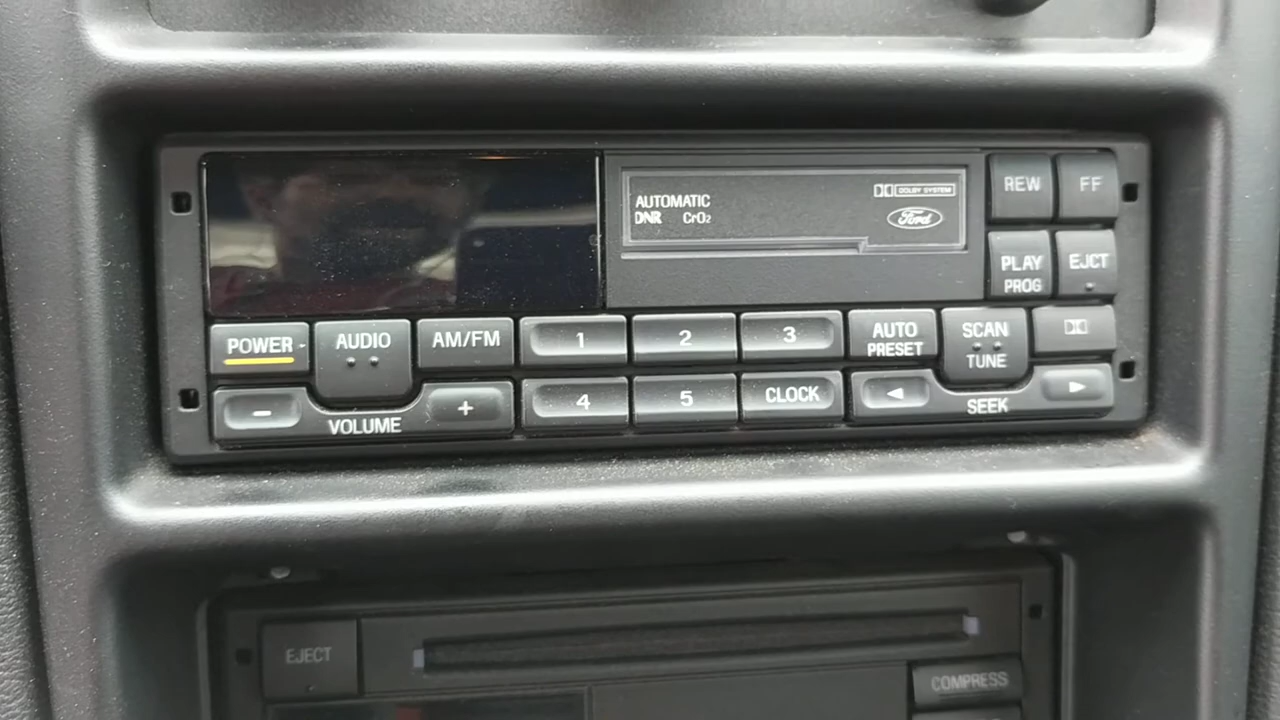 AUTOMATIC
DNR CrO2
DOLBY SYSTEM
Ford
REW
FF
PLAY
PROG
EJCT
POWER
AUDIO
AM/FM
1
2
3
AUTO
PRESET
SCAN
TUNE
-
VOLUME
+
4
5
CLOCK
SEEK
EJECT
COMPRESS